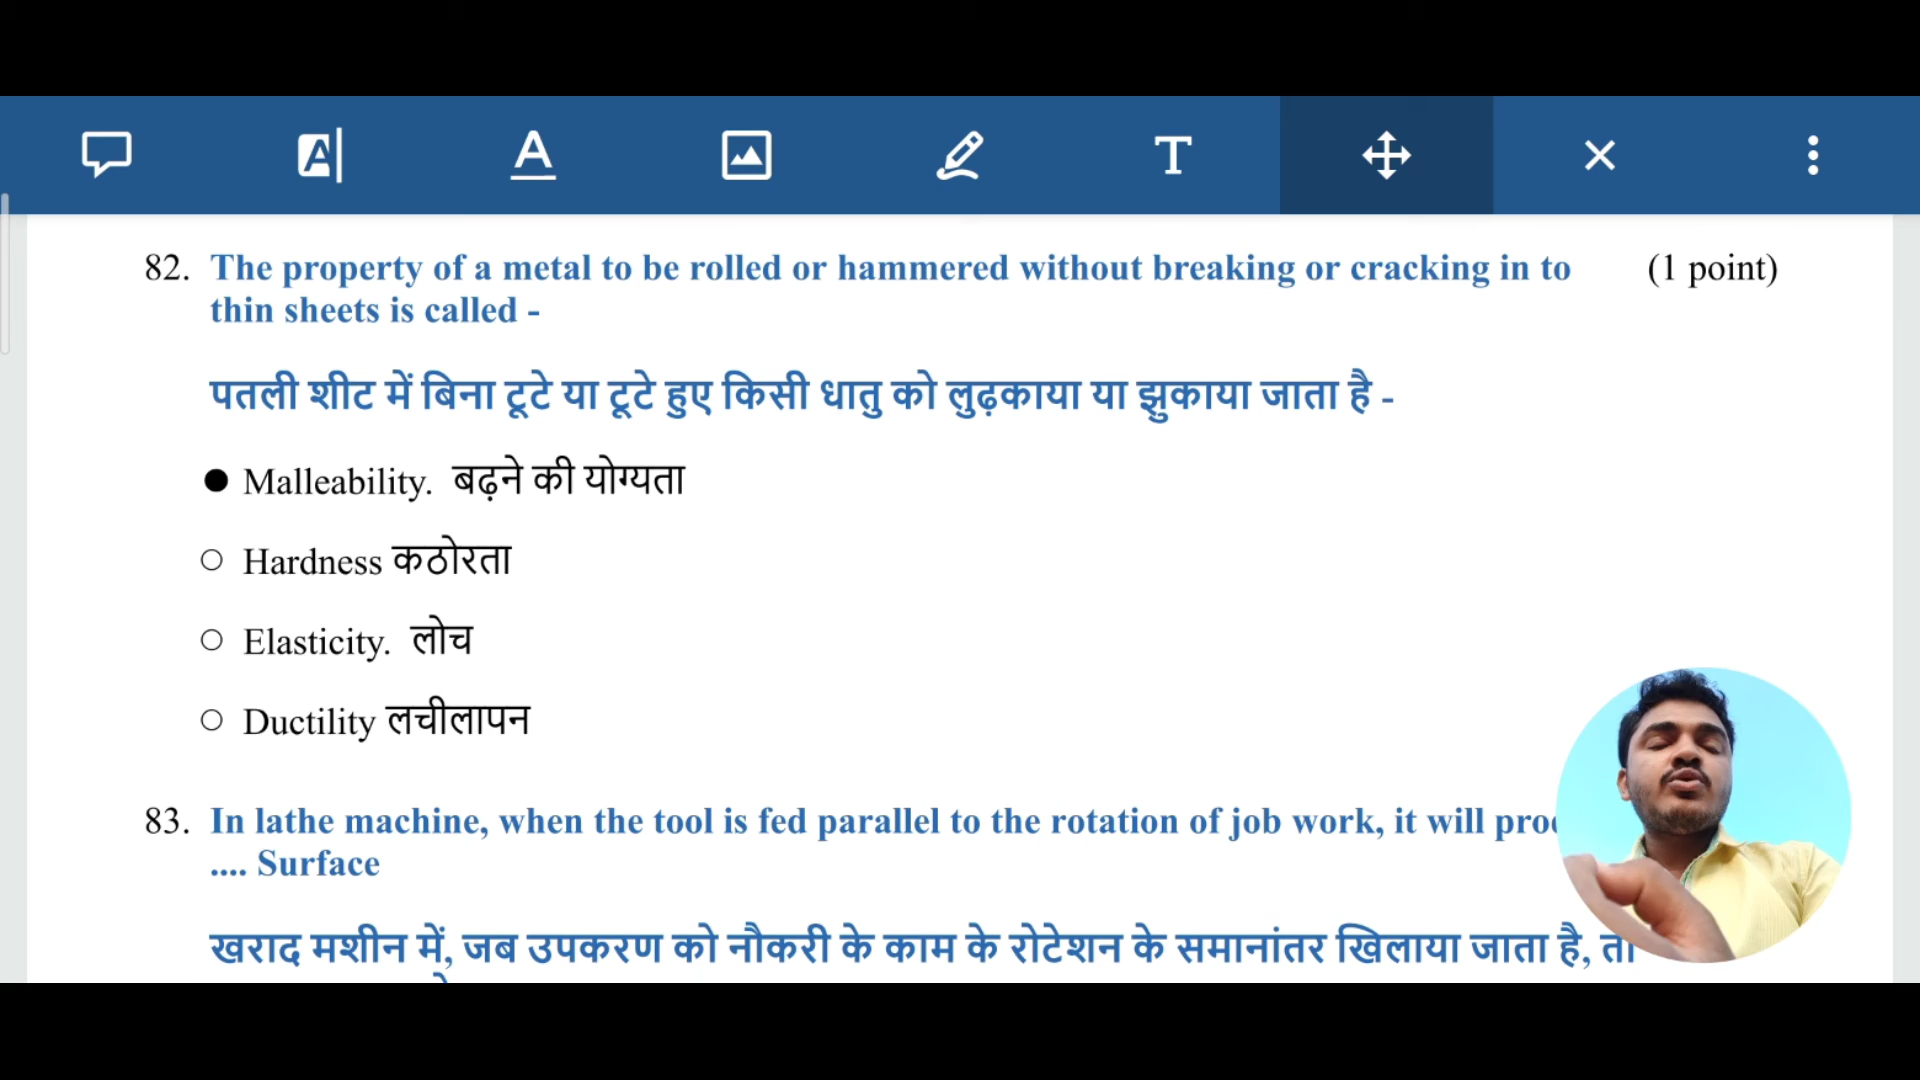 82. The property of a metal to be rolled or hammered without breaking or cracking in to (1 point)
thin sheets is called -
पतली शीट में बिना टूटे या टूटे हुए किसी धातु को लुढ़काया या झुकाया जाता है -
Malleability. बढ़ने की योग्यता
Hardness कठोरता
Elasticity. लोच
Ductility लचीलापन
83. In lathe machine, when the tool is fed parallel to the rotation of job work, it will
.... Surface
खराद मशीन में, जब उपकरण को नौकरी के काम के रोटेशन के समानांतर खिलाया जाता है,